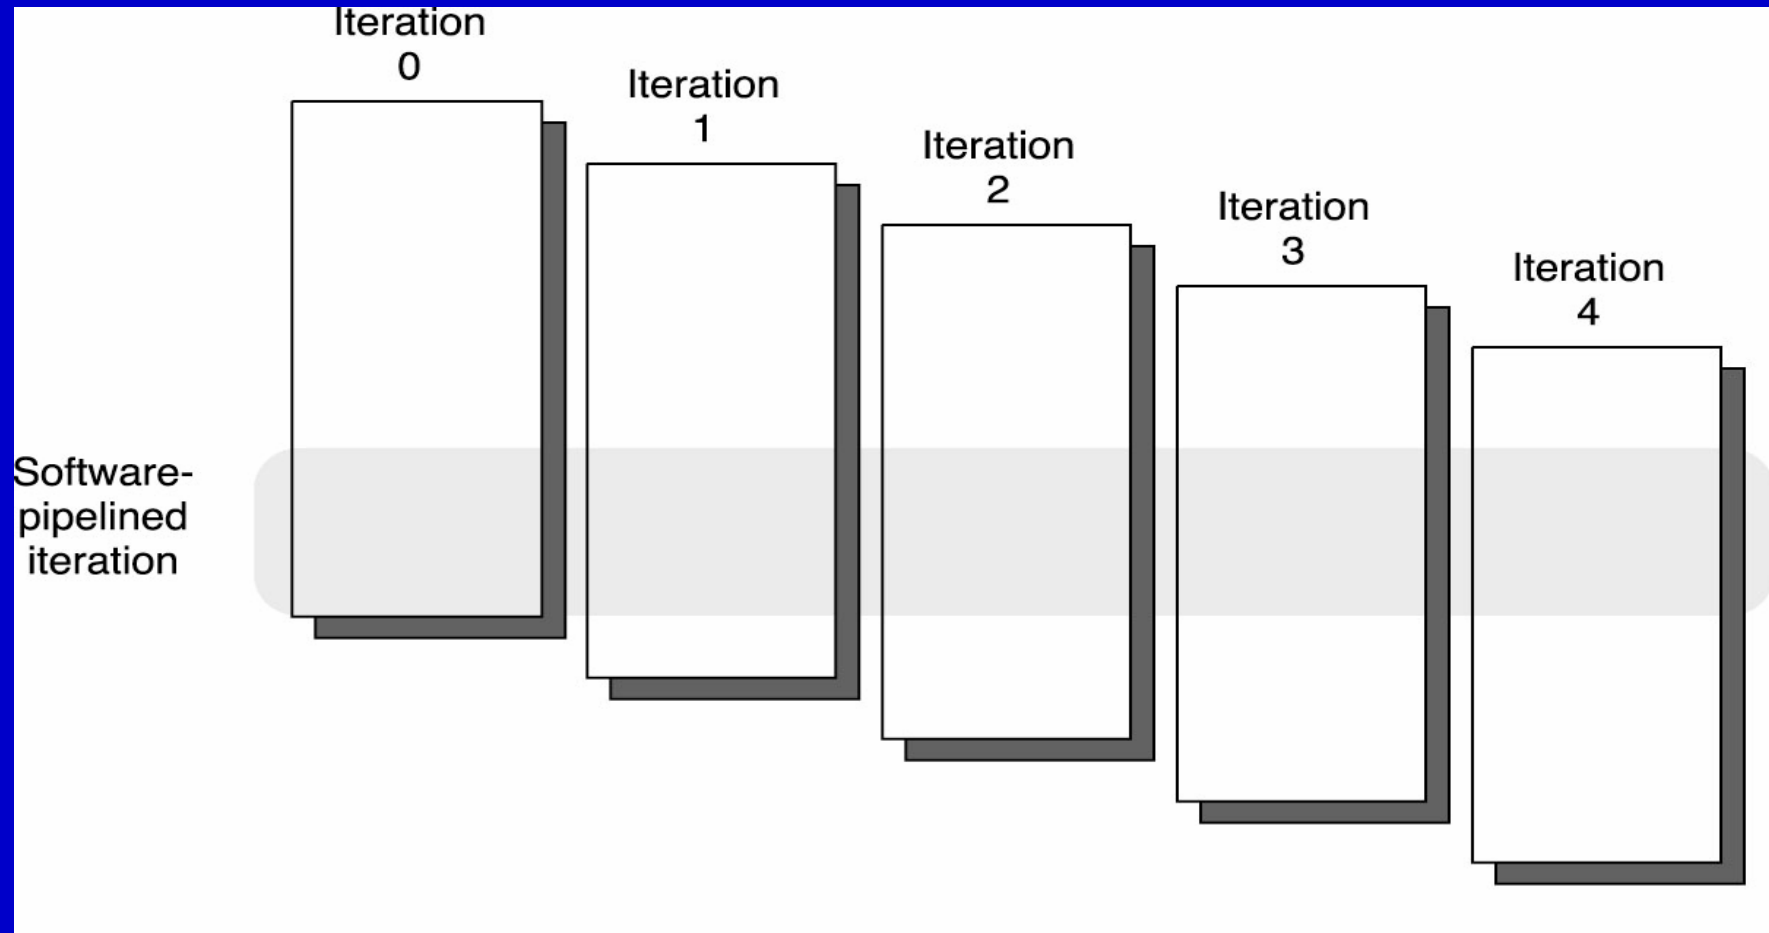 Iteration
0
Iteration
1
Iteration
2
Iteration
3
Iteration
4
Software-
pipelined
iteration